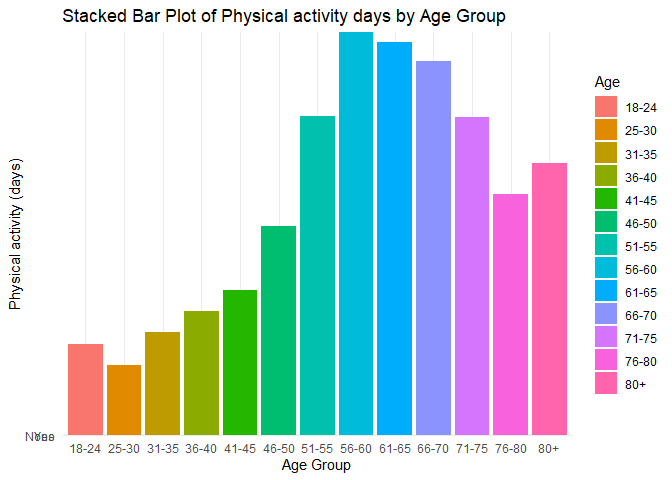 Stacked Bar Plot of Physical activity days by Age Group
Physical activity (days)
18-24 25-30 31-35 36-40 41-45 46-50 51-55 56-60 61-65 66-70 71-75 76-80 80+
Age Group
Age
18-24
25-30
31-35
36-40
41-45
46-50
51-55
56-60
61-65
66-70
71-75
76-80
80+